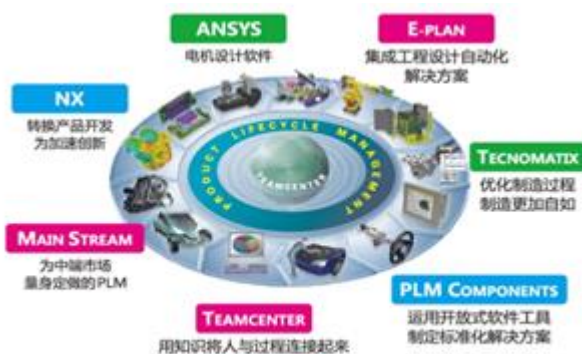 ANSYS
电机设计软件
E-PLAN
集成工程设计自动化
解决方案
NX
转换产品开发
为加速创新
TECNOMATIX
优化制造过程
制造更加自如
PRODUCT LIFECYCLE MANAGEMENT
TEAMCENTER
MAIN STREAM
为中端市场
量身定做的PLM
PLM COMPONENTS
运用开放式软件工具
制定标准化解决方案
TEAMCENTER
用知识将人与过程连接起来